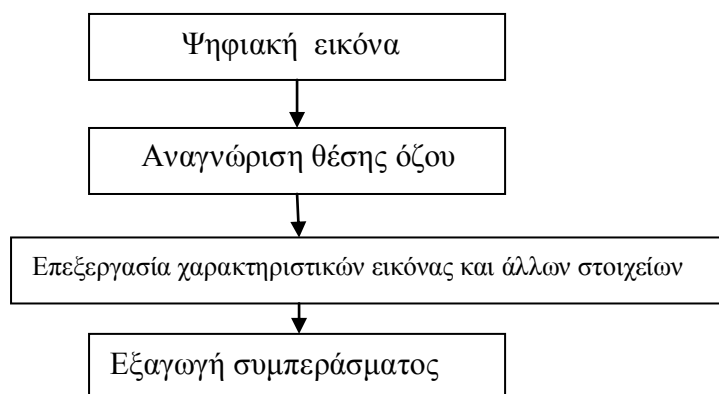 Ψηφιακή εικόνα
Αναγνώριση θέσης όζου
Επεξεργασία χαρακτηριστικών εικόνας και άλλων στοιχείων
Εξαγωγή συμπεράσματος